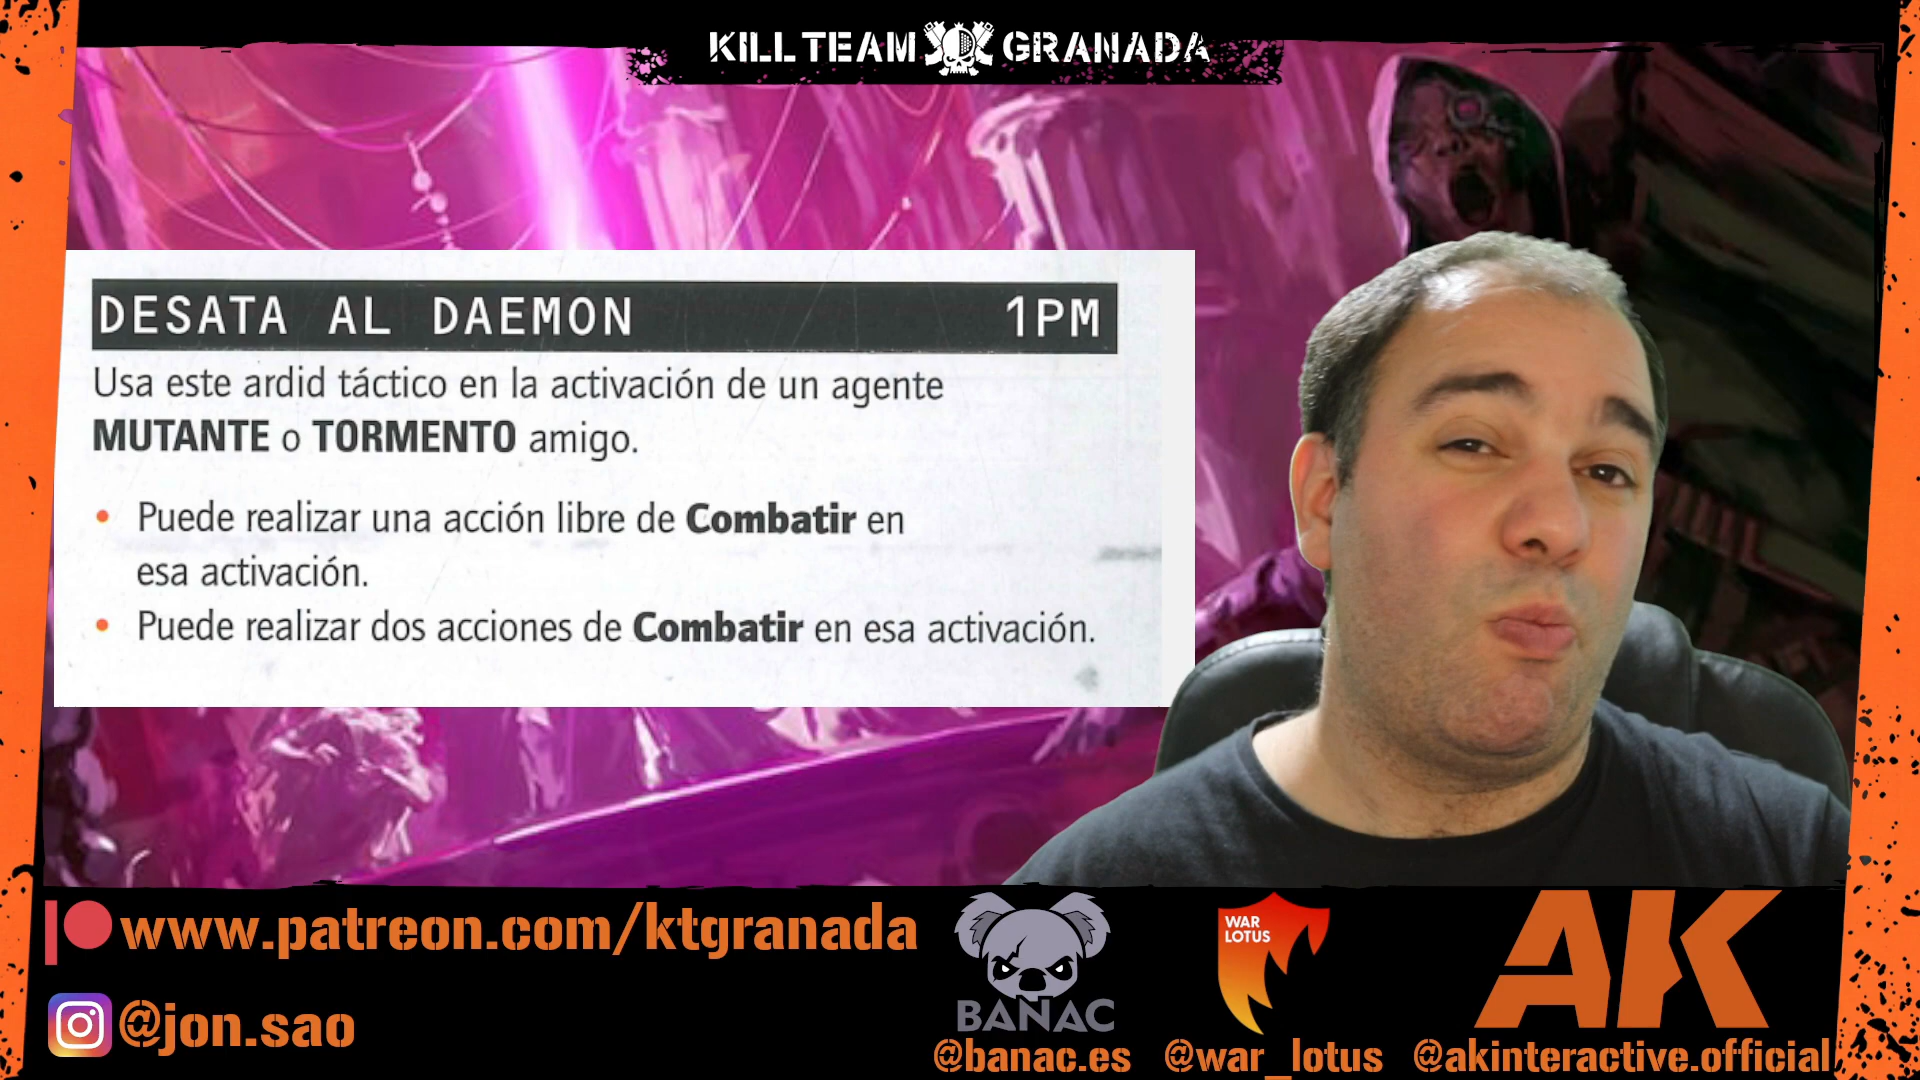 KILL TEAM GRANADA
DESATA AL DAEMON 1PM
Usa este ardid táctico en la activación de un agente
MUTANTE o TORMENTO amigo.
• Puede realizar una acción libre de Combatir en
esa activación.
• Puede realizar dos acciones de Combatir en esa activación.
www.patreon.com/ktgranada
@jon.sao
BANAC
@banac.es
WAR
LOTUS
@war_lotus
AK
@akinteractive.official